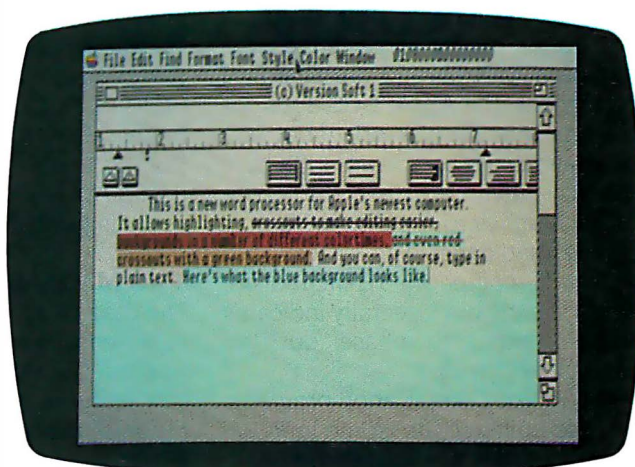 File Edit Find Format Font Style Color Window
(c) Version Soft 1
1 2 3 4 5 6 7
This is a new word processor for Apple's newest computer.
It allows highlighting, crossouts to make editing easier,
backgrounds in a number of different colortimes, and even red
crossouts with a green background. And you can, of course, type in
plain text. Here's what the blue background looks like.